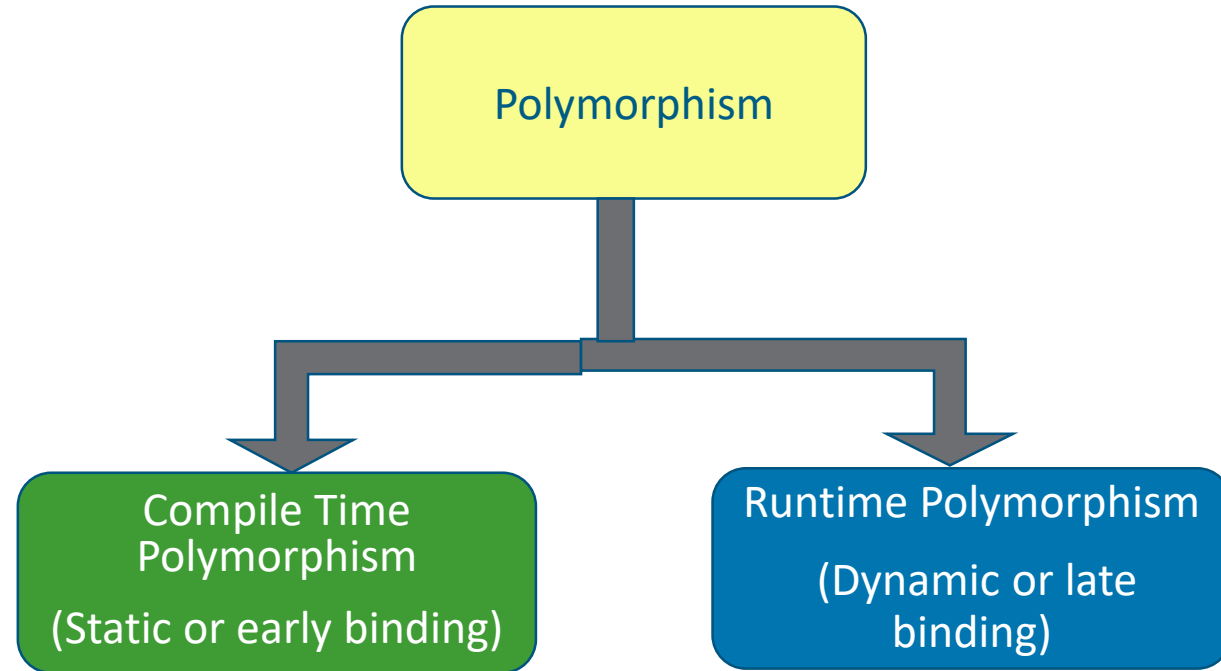 Polymorphism
Compile Time
Polymorphism
(Static or early binding)
Runtime Polymorphism
(Dynamic or late
binding)